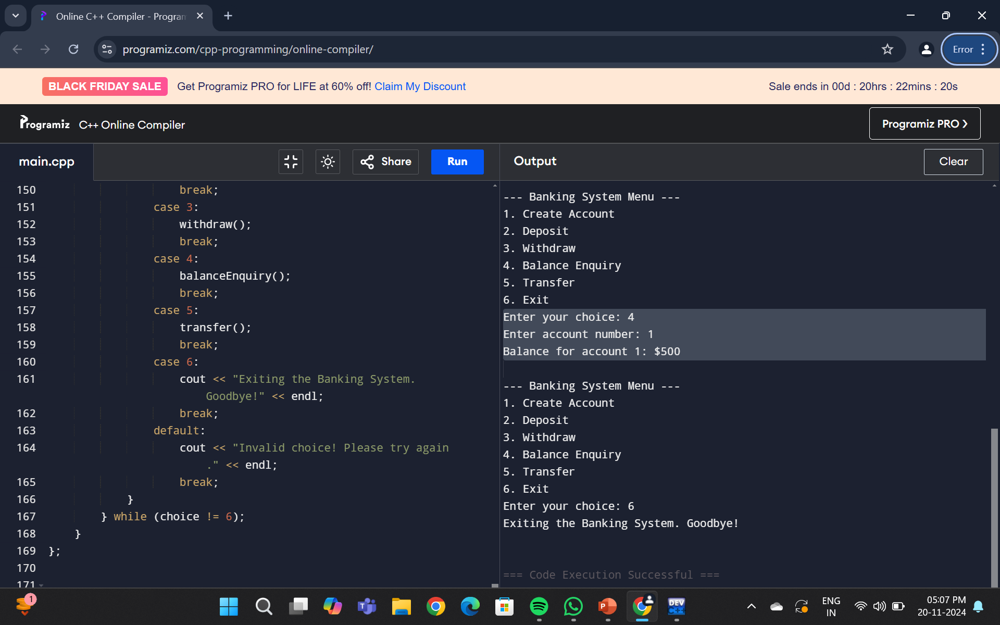 Online C++ Compiler - Program
programiz.com/cpp-programming/online-compiler/
Error
BLACK FRIDAY SALE Get Programiz PRO for LIFE at 60% off! Claim My Discount Sale ends in 00d : 20hrs : 22mins : 20s
Programiz C++ Online Compiler
Programiz PRO >
main.cpp
Share
Run
Output
Clear
150 break;
151 case 3:
152 withdraw();
153 break;
154 case 4:
155 balanceEnquiry();
156 break;
157 case 5:
158 transfer();
159 break;
160 case 6:
161 cout << "Exiting the Banking System.
Goodbye!" << endl;
162 break;
163 default:
164 cout << "Invalid choice! Please try again
." << endl;
165 break;
166 }
167 } while (choice != 6);
168 }
169 };
170
171
--- Banking System Menu ---
1. Create Account
2. Deposit
3. Withdraw
4. Balance Enquiry
5. Transfer
6. Exit
Enter your choice: 4
Enter account number: 1
Balance for account 1: $500
--- Banking System Menu ---
1. Create Account
2. Deposit
3. Withdraw
4. Balance Enquiry
5. Transfer
6. Exit
Enter your choice: 6
Exiting the Banking System. Goodbye!
=== Code Execution Successful ===
1
T
P
DEV
C++
ENG
IN
05:07 PM
20-11-2024